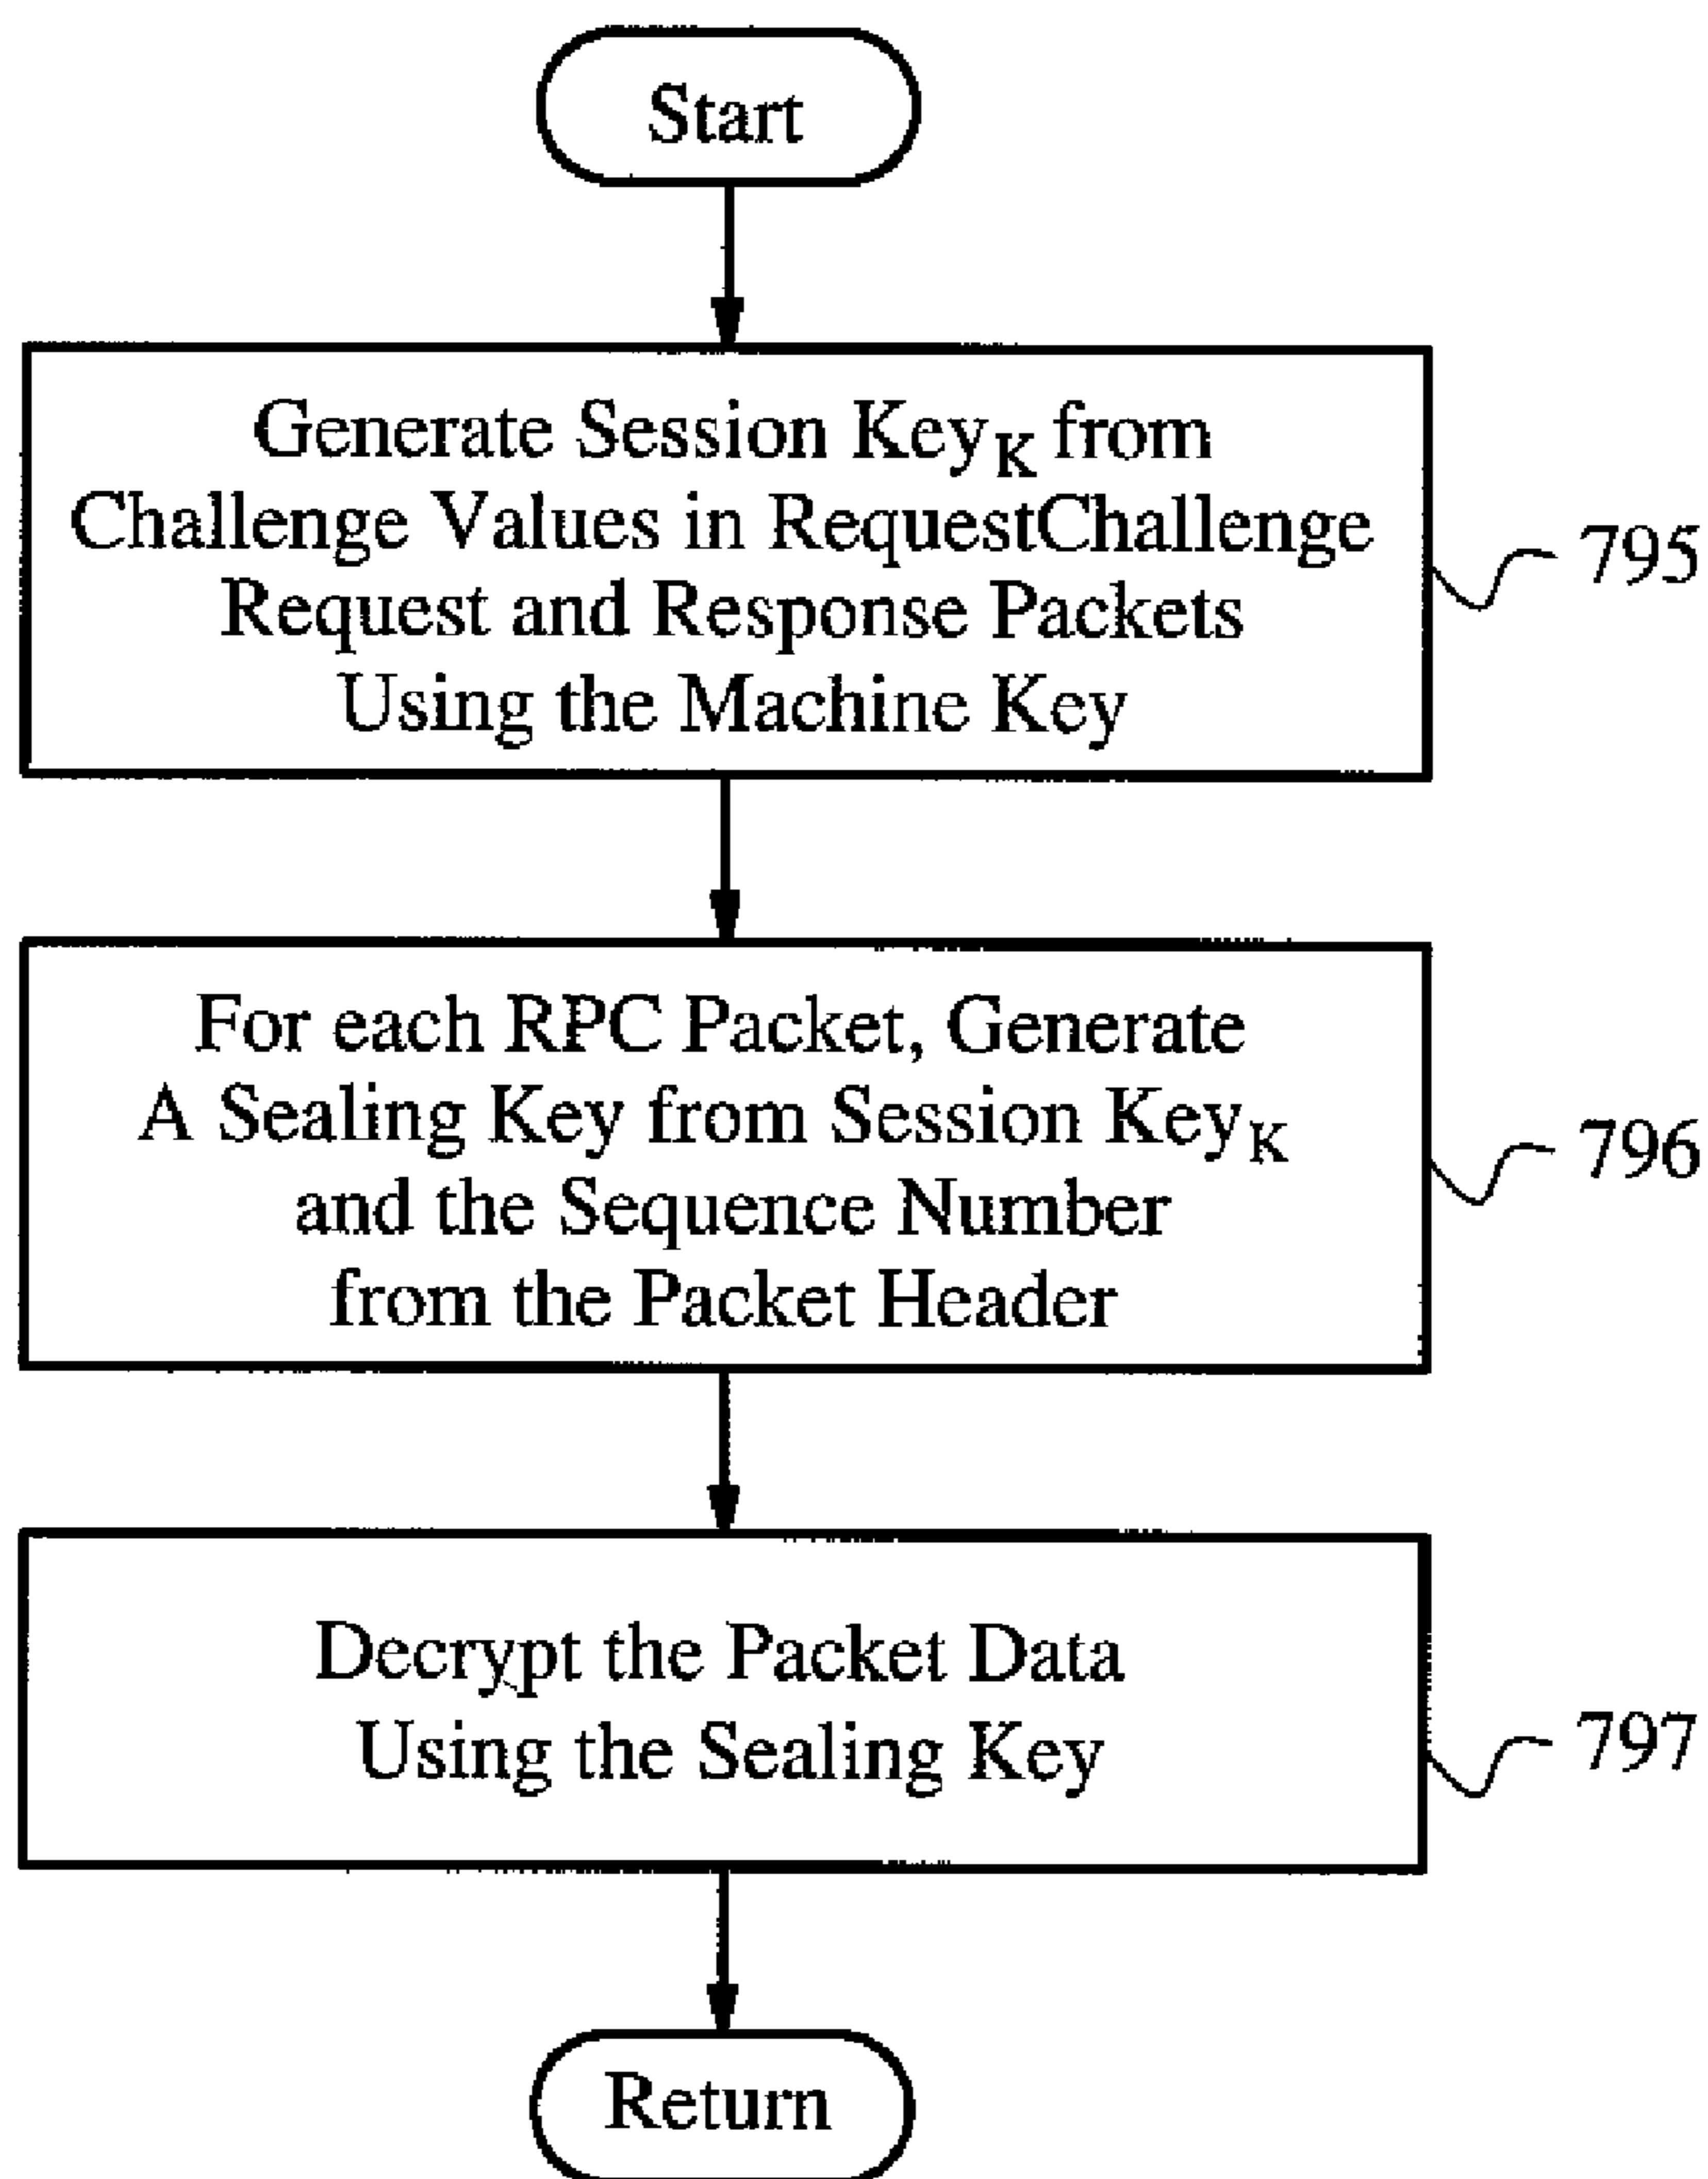 Start
Generate Session Key_K from
Challenge Values in RequestChallenge
Request and Response Packets
Using the Machine Key
795
For each RPC Packet, Generate
A Sealing Key from Session Key_K
and the Sequence Number
from the Packet Header
796
Decrypt the Packet Data
Using the Sealing Key
797
Return